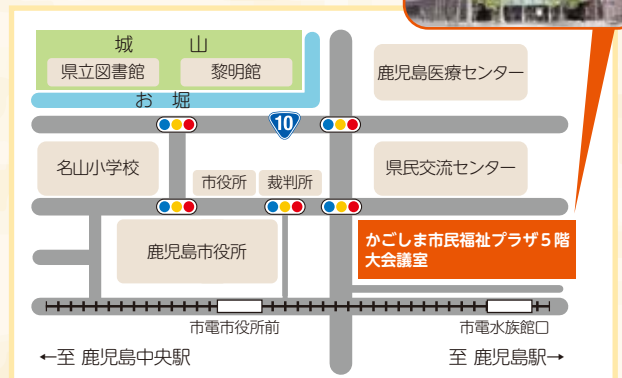 城　山
県立図書館
黎明館
お　堀
鹿児島医療センター
10
名山小学校
市役所
裁判所
県民交流センター
鹿児島市役所
かごしま市民福祉プラザ5階
大会議室
市電市役所前
市電水族館口
←至 鹿児島中央駅
至 鹿児島駅→